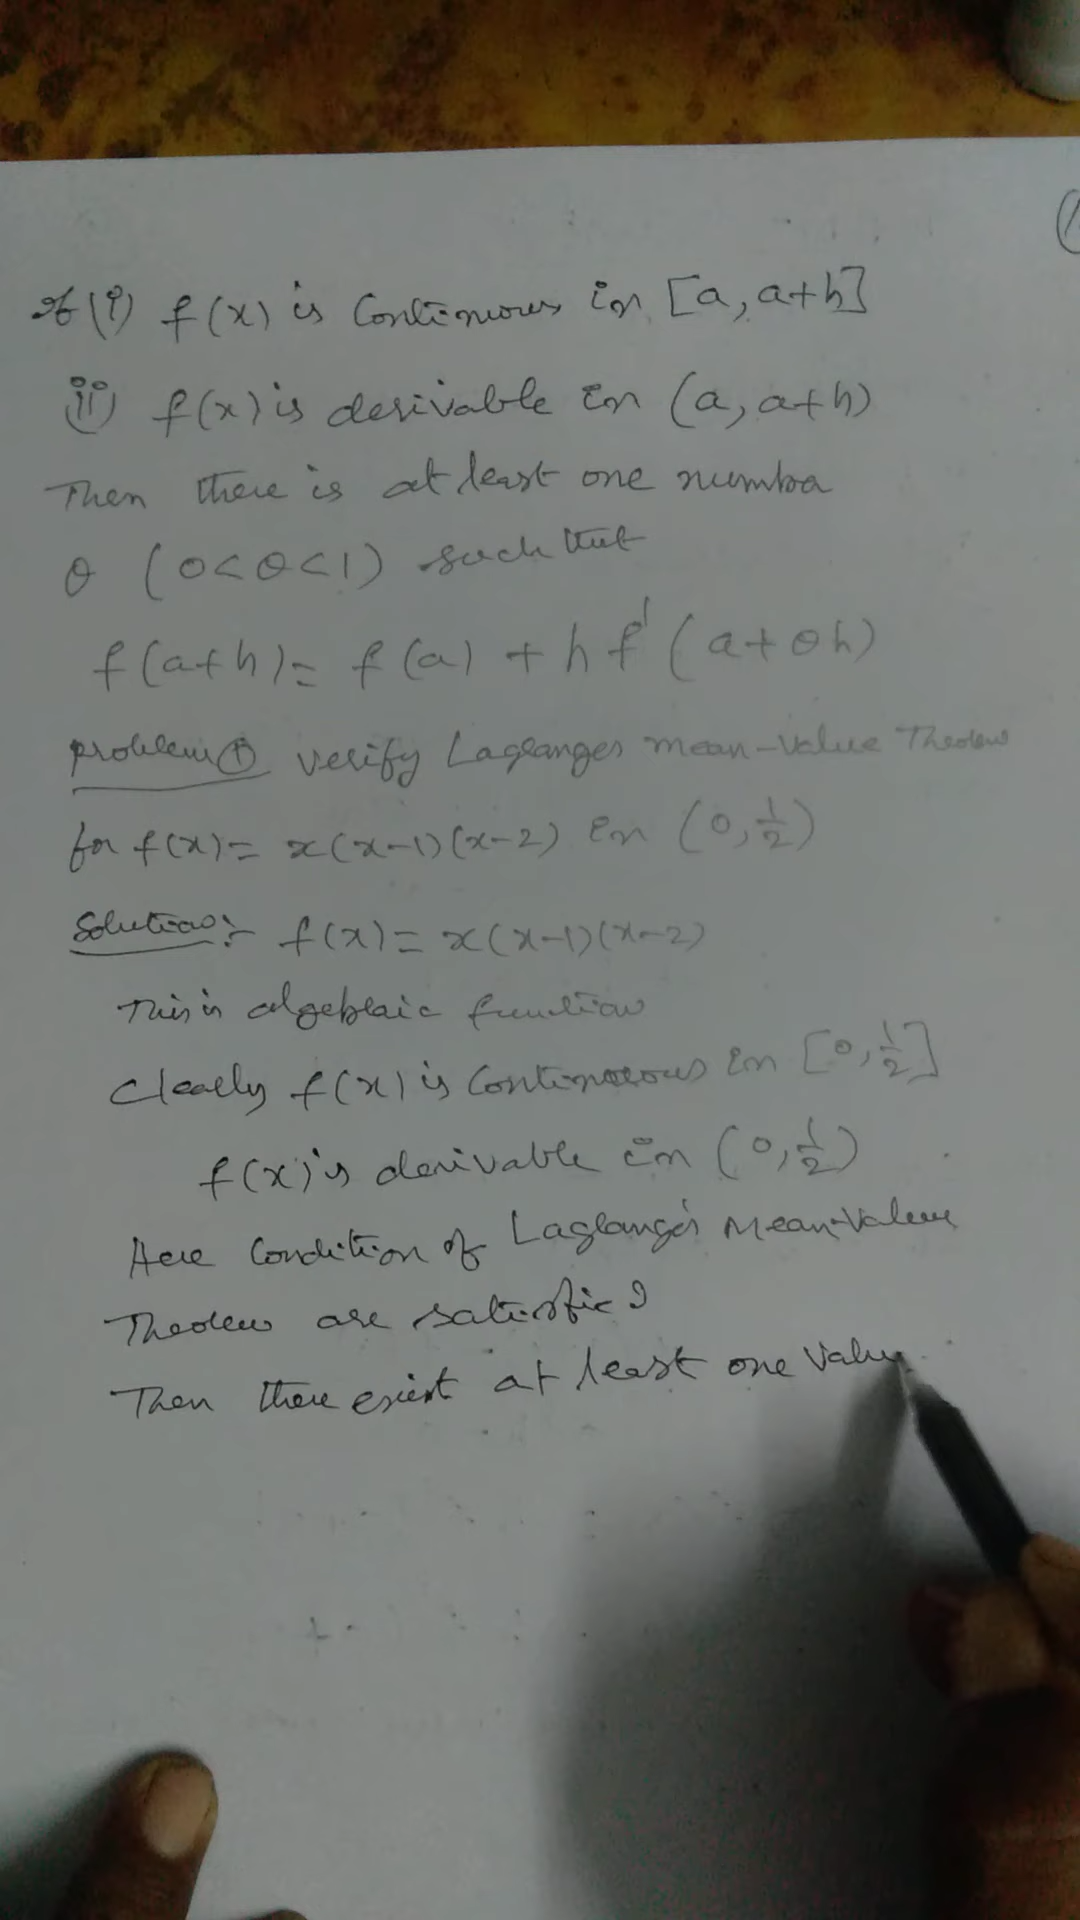 If (i) f(x) is Continuous in [a, a+h]
(ii) f(x) is derivable in (a, a+h)
Then there is at least one number
θ (0<θ<1) such that
f(a+h) = f(a) + h f'(a+θh)
problem ① verify Lagranges mean-value Theorem
for f(x) = x(x-1)(x-2) in (0, 1/2)
Solution:- f(x) = x(x-1)(x-2)
This is algebraic function
Clearly f(x) is Continuous in [0, 1/2]
f(x) is derivable in (0, 1/2)
Here Condition of Lagrange's Mean-Value
Theorem are satisfied
Then there exist at least one value